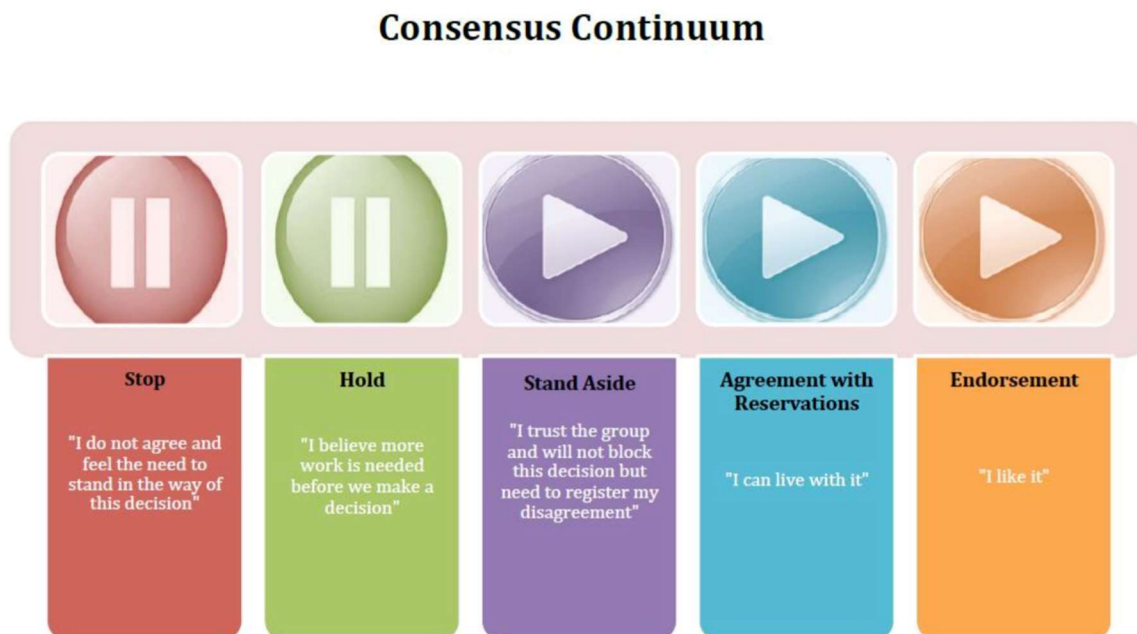 Consensus Continuum
Stop
"I do not agree and
feel the need to
stand in the way of
this decision"
Hold
"I believe more
work is needed
before we make a
decision"
Stand Aside
"I trust the group
and will not block
this decision but
need to register my
disagreement"
Agreement with
Reservations
"I can live with it"
Endorsement
"I like it"